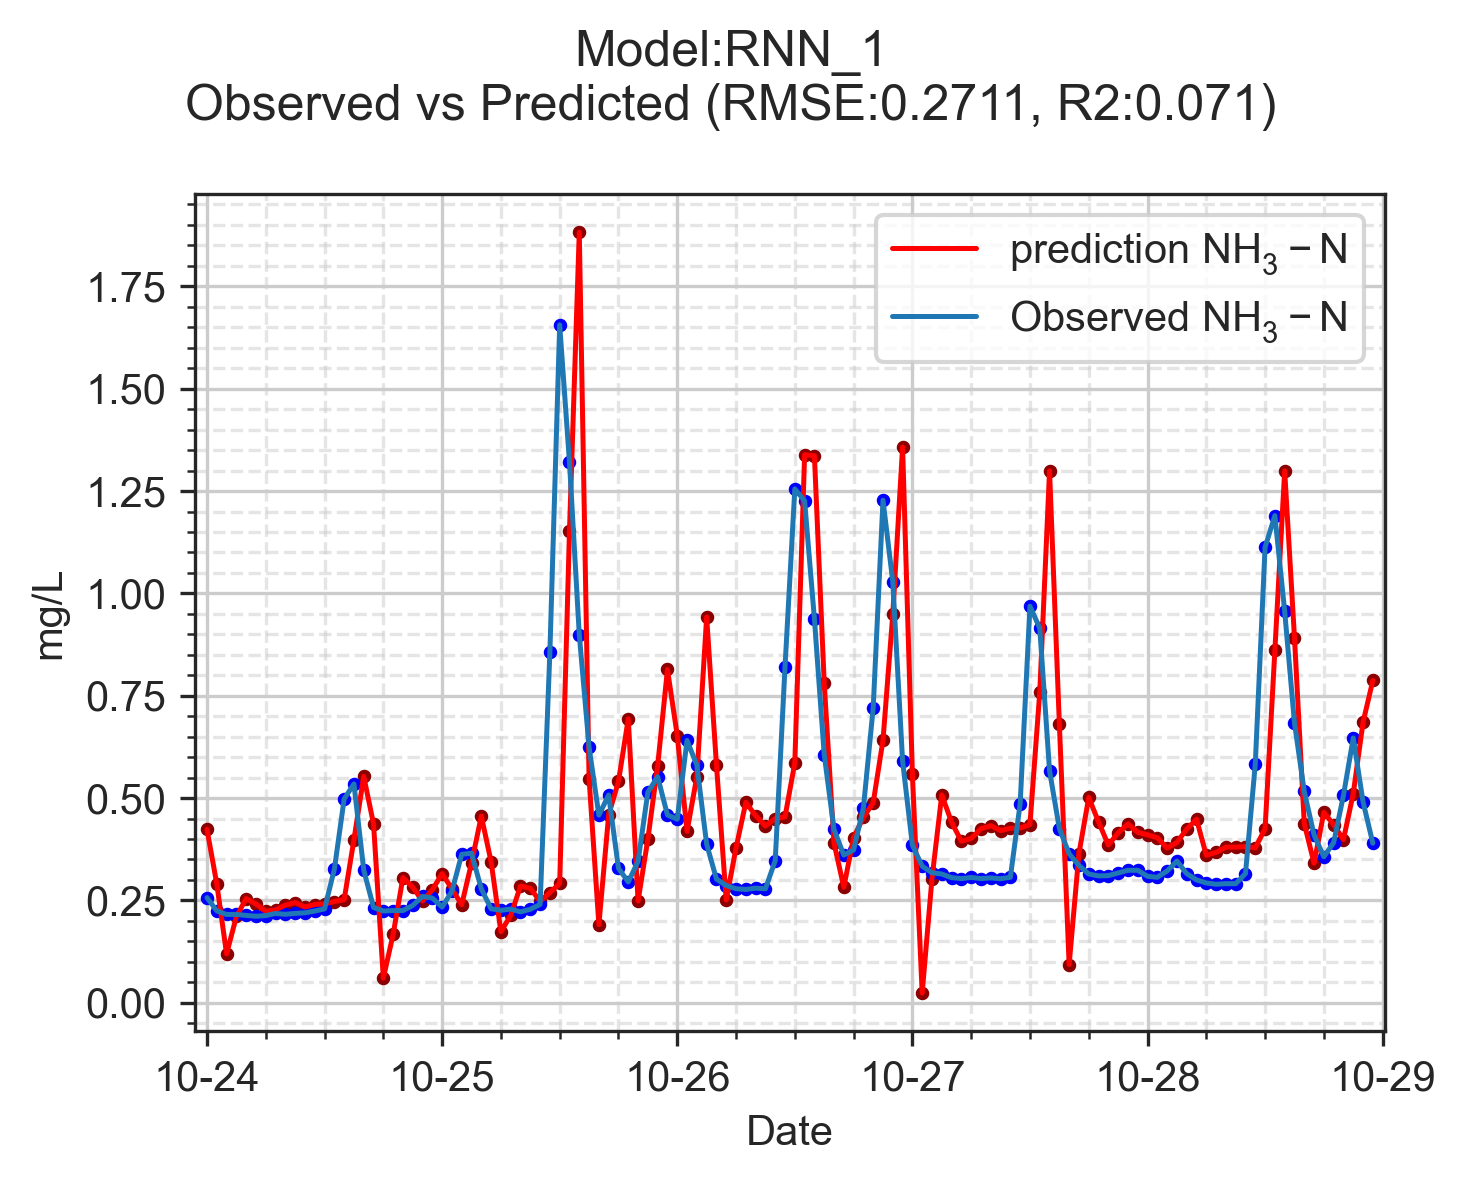 Model:RNN_1
Observed vs Predicted (RMSE:0.2711, R2:0.071)
prediction NH₃ − N
Observed NH₃ − N
1.75
1.50
1.25
1.00
0.75
0.50
0.25
0.00
mg/L
10-24 10-25 10-26 10-27 10-28 10-29
Date